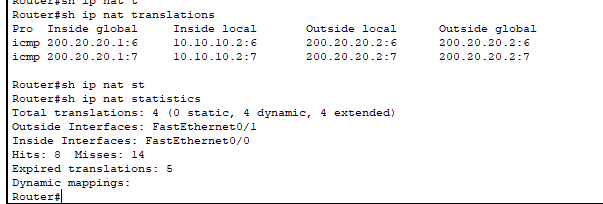 Router#sh ip nat t
Router#sh ip nat translations
Pro Inside global Inside local Outside local Outside global
icmp 200.20.20.1:6 10.10.10.2:6 200.20.20.2:6 200.20.20.2:6
icmp 200.20.20.1:7 10.10.10.2:7 200.20.20.2:7 200.20.20.2:7
Router#sh ip nat st
Router#sh ip nat statistics
Total translations: 4 (0 static, 4 dynamic, 4 extended)
Outside Interfaces: FastEthernet0/1
Inside Interfaces: FastEthernet0/0
Hits: 8 Misses: 14
Expired translations: 5
Dynamic mappings:
Router#